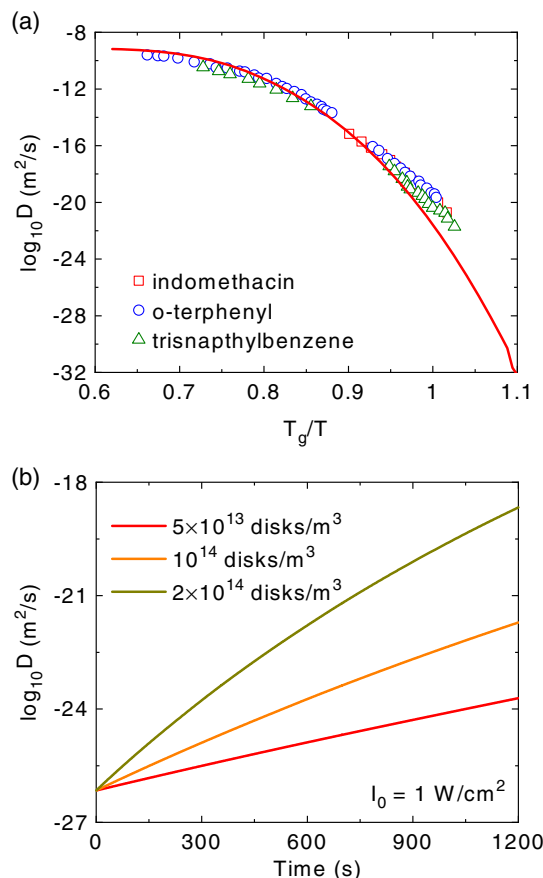 (a)
-8
-12
-16
-20
-24
-28
-32
log₁₀D (m²/s)
indomethacin
o-terphenyl
trisnapthylbenzene
0.6 0.7 0.8 0.9 1 1.1
T_g/T
(b)
-18
-21
-24
-27
log₁₀D (m²/s)
5×10¹³ disks/m³
10¹⁴ disks/m³
2×10¹⁴ disks/m³
I₀ = 1 W/cm²
0 300 600 900 1200
Time (s)